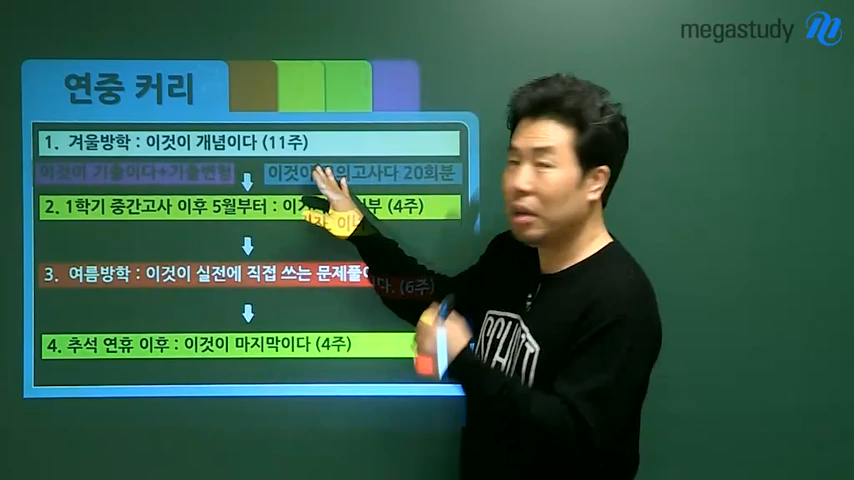 megastudy
연중 커리
1. 겨울방학 : 이것이 개념이다 (11주)
이것이 기출이다+기출변형 이것이 모의고사다 20회분
2. 1학기 중간고사 이후 5월부터 : (4주)
3. 여름방학 : 이것이 실전에 직접 쓰는 문제풀이다. (6주)
4. 추석 연휴 이후 : 이것이 마지막이다 (4주)